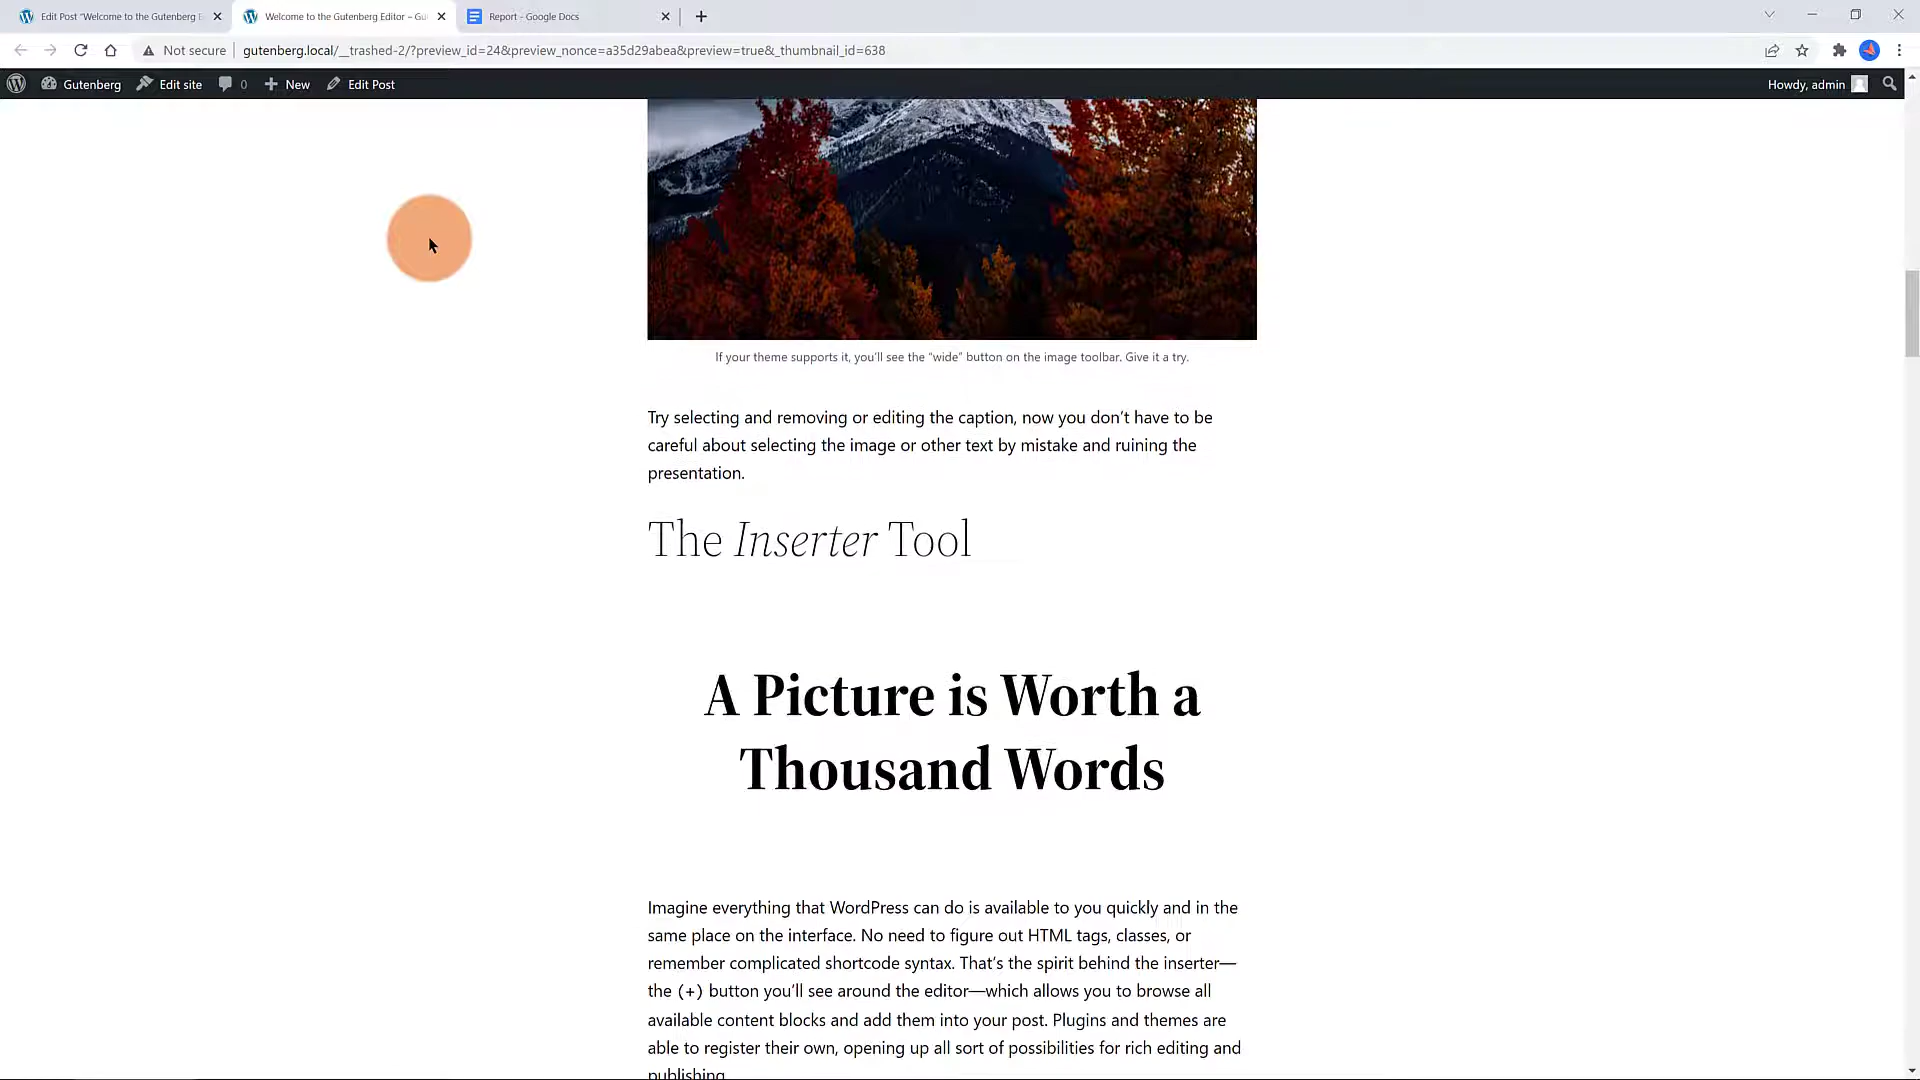 Edit Post "Welcome to the Gutenberg E
Welcome to the Gutenberg Editor – Gu
Report - Google Docs
Not secure
gutenberg.local/__trashed-2/?preview_id=24&preview_nonce=a35d29abea&preview=true&_thumbnail_id=638
Gutenberg
Edit site
0
New
Edit Post
Howdy, admin
If your theme supports it, you’ll see the “wide” button on the image toolbar. Give it a try.
Try selecting and removing or editing the caption, now you don’t have to be
careful about selecting the image or other text by mistake and ruining the
presentation.
The Inserter Tool
A Picture is Worth a
Thousand Words
Imagine everything that WordPress can do is available to you quickly and in the
same place on the interface. No need to figure out HTML tags, classes, or
remember complicated shortcode syntax. That’s the spirit behind the inserter—
the (+) button you’ll see around the editor—which allows you to browse all
available content blocks and add them into your post. Plugins and themes are
able to register their own, opening up all sort of possibilities for rich editing and
publishing.